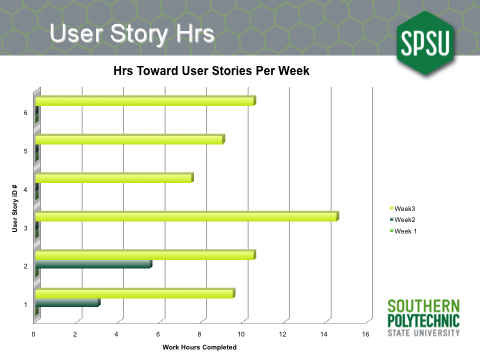 User Story Hrs
SPSU
Hrs Toward User Stories Per Week
6
5
4
3
2
1
User Story ID #
0 2 4 6 8 10 12 14 16
Work Hours Completed
Week3
Week2
Week 1
SOUTHERN
POLYTECHNIC
STATE UNIVERSITY